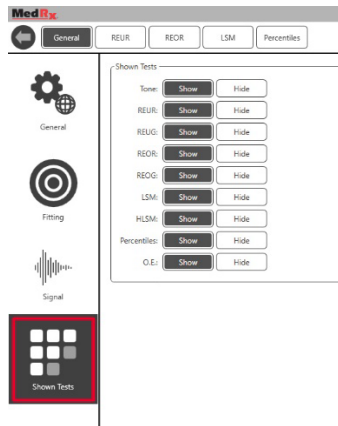 MedRx
General REUR REOR LSM Percentiles
Shown Tests
Tone: Show Hide
REUR: Show Hide
REUG: Show Hide
REOR: Show Hide
REOG: Show Hide
LSM: Show Hide
HLSM: Show Hide
Percentiles: Show Hide
O.E.: Show Hide
General
Fitting
Signal
Shown Tests